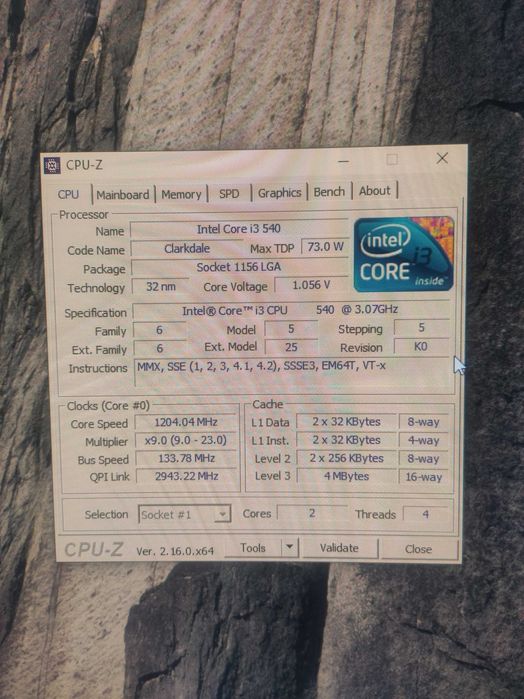 CPU-Z
CPU Mainboard Memory SPD Graphics Bench About
Processor
Name Intel Core i3 540
Code Name Clarkdale Max TDP 73.0 W
Package Socket 1156 LGA
Technology 32 nm Core Voltage 1.056 V
intel i3
CORE inside™
Specification Intel® Core™ i3 CPU 540 @ 3.07GHz
Family 6 Model 5 Stepping 5
Ext. Family 6 Ext. Model 25 Revision K0
Instructions MMX, SSE (1, 2, 3, 4.1, 4.2), SSSE3, EM64T, VT-x
Clocks (Core #0)
Core Speed 1204.04 MHz
Multiplier x9.0 (9.0 - 23.0)
Bus Speed 133.78 MHz
QPI Link 2943.22 MHz
Cache
L1 Data 2 x 32 KBytes 8-way
L1 Inst. 2 x 32 KBytes 4-way
Level 2 2 x 256 KBytes 8-way
Level 3 4 MBytes 16-way
Selection Socket #1 Cores 2 Threads 4
CPU-Z Ver. 2.16.0.x64 Tools Validate Close